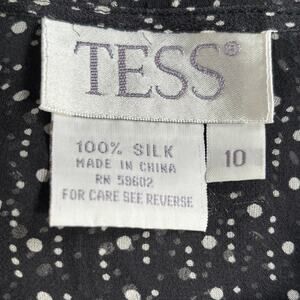 TESS®
100% SILK
MADE IN CHINA
RN 59602
FOR CARE SEE REVERSE
10